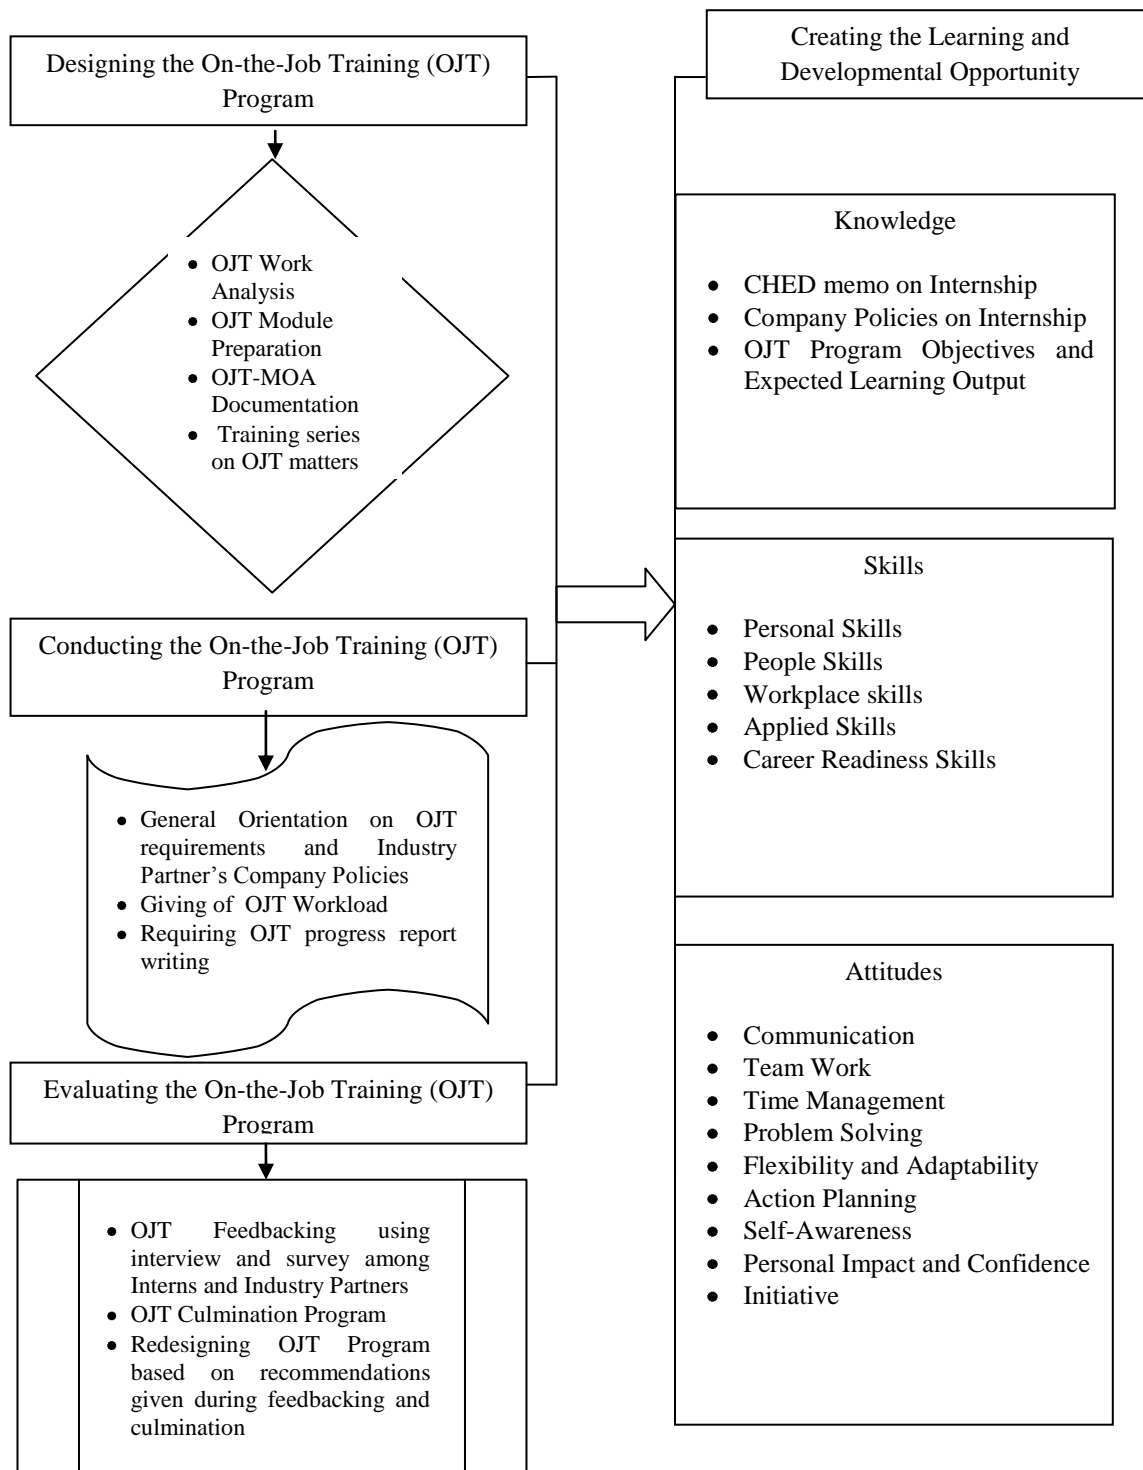 Designing the On-the-Job Training (OJT)
Program
• OJT Work
Analysis
• OJT Module
Preparation
• OJT-MOA
Documentation
• Training series
on OJT matters
Conducting the On-the-Job Training (OJT)
Program
• General Orientation on OJT
requirements and Industry
Partner’s Company Policies
• Giving of OJT Workload
• Requiring OJT progress report
writing
Evaluating the On-the-Job Training (OJT)
Program
• OJT Feedbacking using
interview and survey among
Interns and Industry Partners
• OJT Culmination Program
• Redesigning OJT Program
based on recommendations
given during feedbacking and
culmination
Creating the Learning and
Developmental Opportunity
Knowledge
• CHED memo on Internship
• Company Policies on Internship
• OJT Program Objectives and
Expected Learning Output
Skills
• Personal Skills
• People Skills
• Workplace skills
• Applied Skills
• Career Readiness Skills
Attitudes
• Communication
• Team Work
• Time Management
• Problem Solving
• Flexibility and Adaptability
• Action Planning
• Self-Awareness
• Personal Impact and Confidence
• Initiative